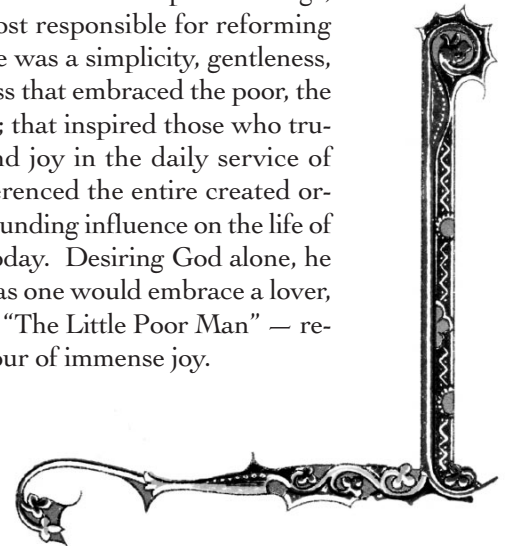 ost responsible for reforming
e was a simplicity, gentleness,
ss that embraced the poor, the
; that inspired those who tru-
nd joy in the daily service of
erenced the entire created or-
unding influence on the life of
oday. Desiring God alone, he
as one would embrace a lover,
“The Little Poor Man” — re-
our of immense joy.